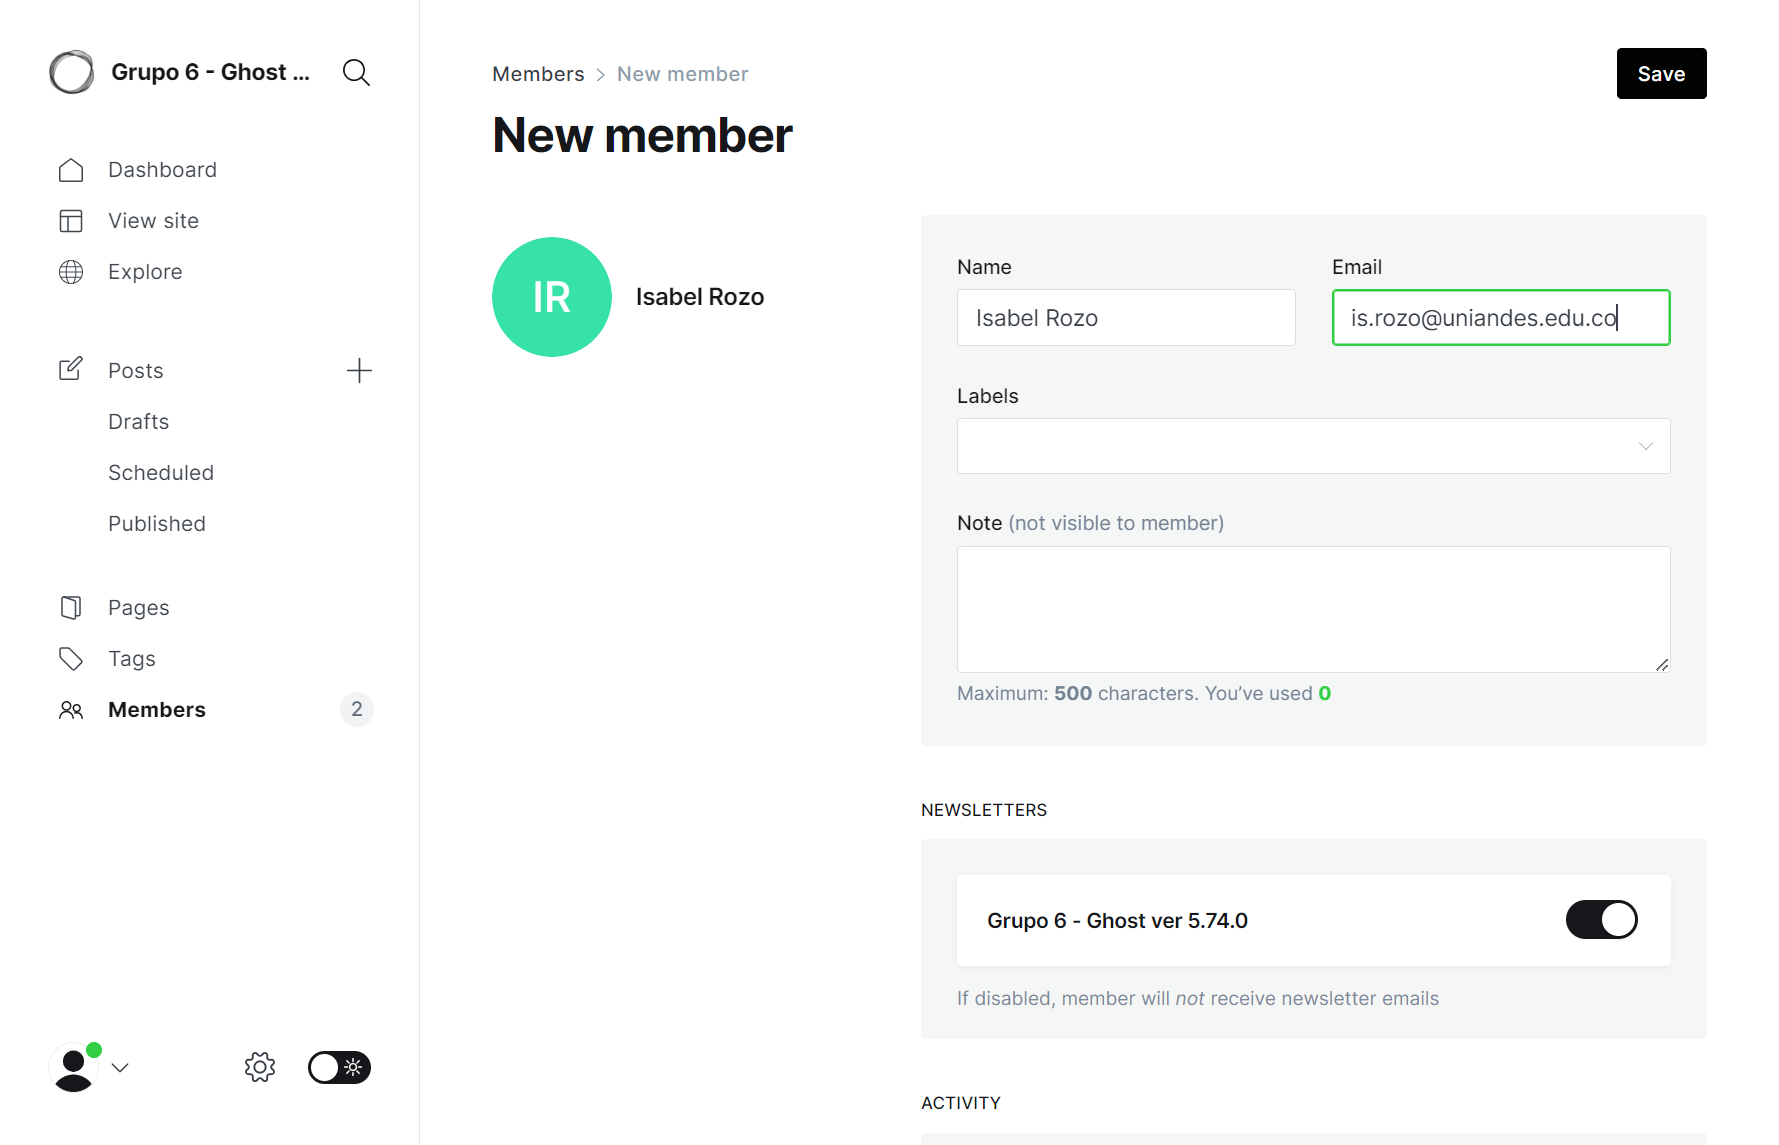 Grupo 6 - Ghost ...
Dashboard
View site
Explore
Posts
Drafts
Scheduled
Published
Pages
Tags
Members 2
Members > New member
Save
New member
IR
Isabel Rozo
Name
Isabel Rozo
Email
is.rozo@uniandes.edu.co
Labels
Note (not visible to member)
Maximum: 500 characters. You’ve used 0
NEWSLETTERS
Grupo 6 - Ghost ver 5.74.0
If disabled, member will not receive newsletter emails
ACTIVITY